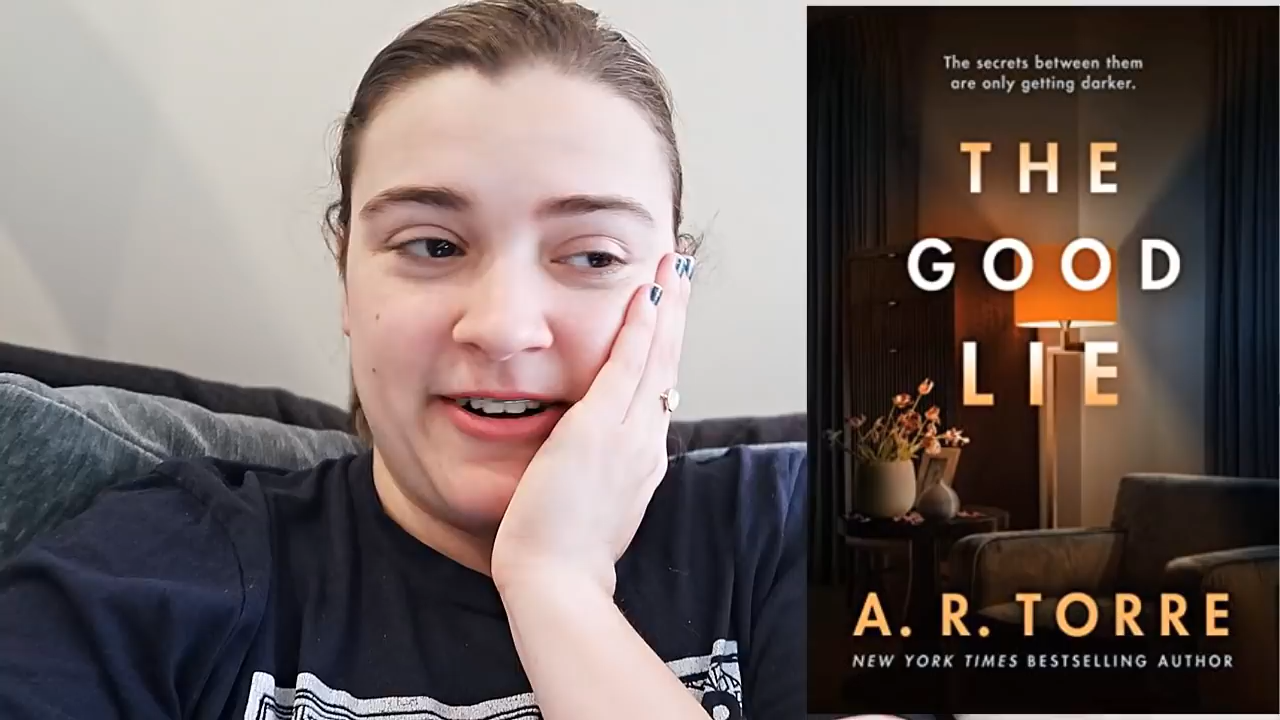 The secrets between them
are only getting darker.
THE
GOOD
LIE
A. R. TORRE
NEW YORK TIMES BESTSELLING AUTHOR